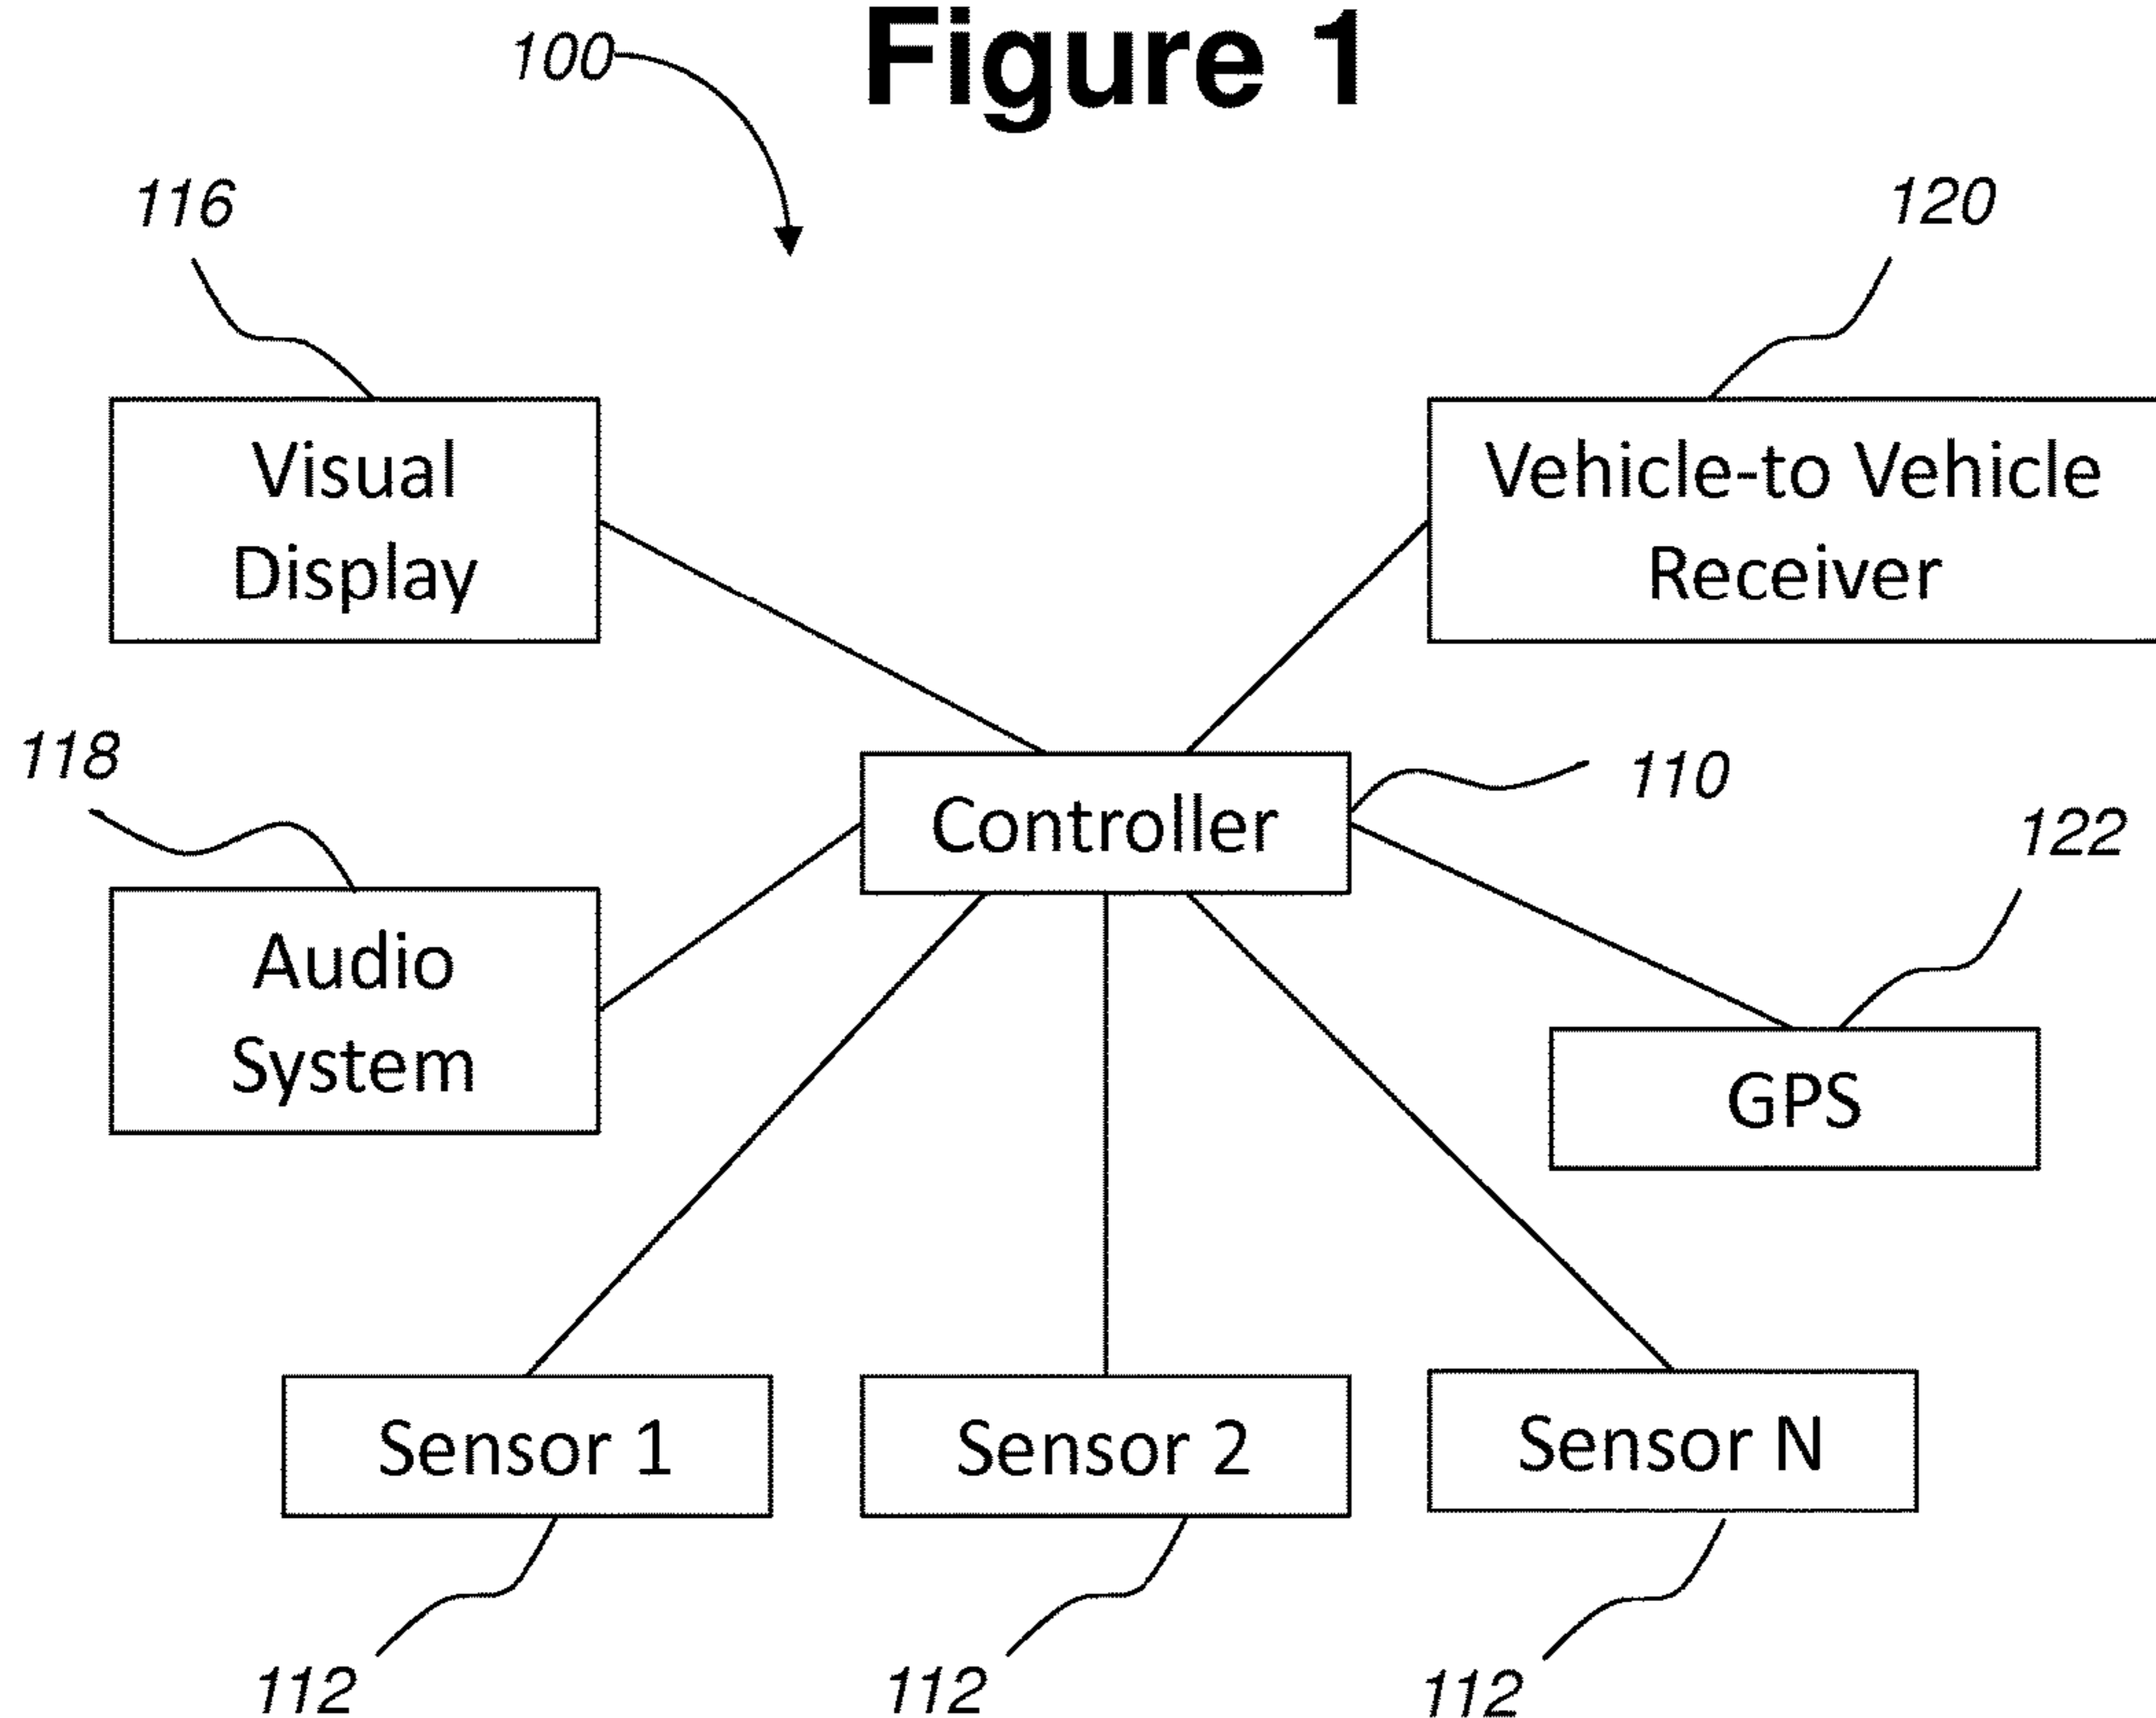 Figure 1
100
116
120
Visual
Display
Vehicle-to Vehicle
Receiver
118
Controller
110
122
Audio
System
GPS
Sensor 1
Sensor 2
Sensor N
112
112
112